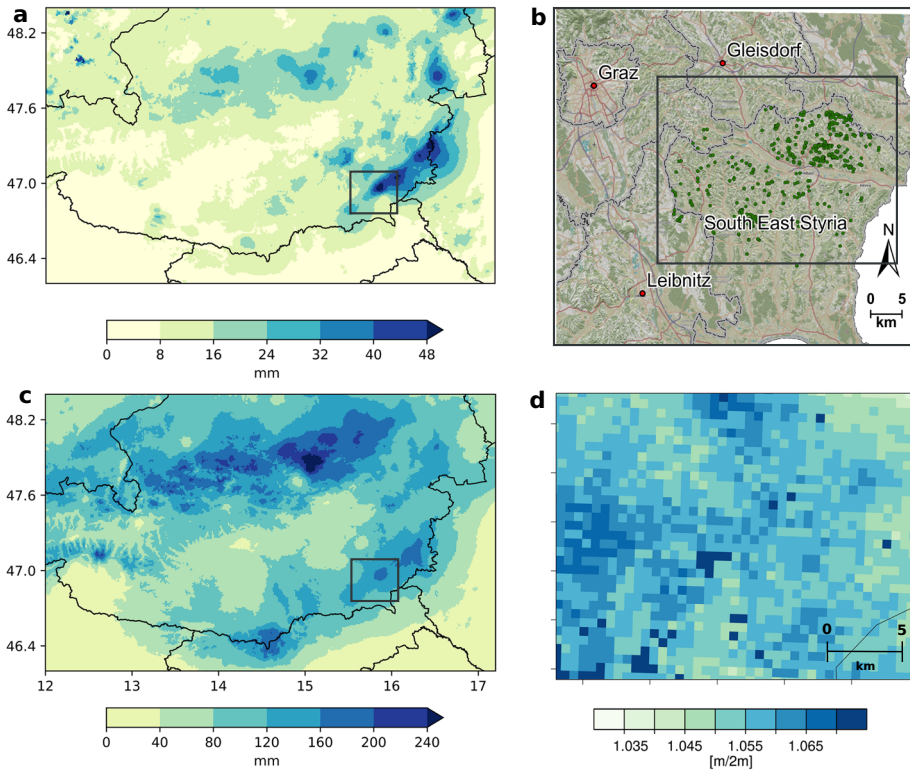 a
48.2
47.6
47.0
46.4
0 8 16 24 32 40 48
mm
b
Gleisdorf
Graz
South East Styria
Leibnitz
N
0 5
km
c
48.2
47.6
47.0
46.4
12 13 14 15 16 17
0 40 80 120 160 200 240
mm
d
0 5
km
1.035 1.045 1.055 1.065
[m/2m]